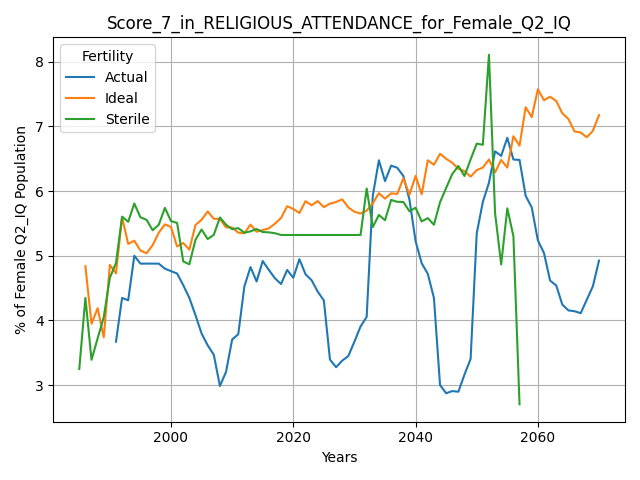 Score_7_in_RELIGIOUS_ATTENDANCE_for_Female_Q2_IQ
Fertility
Actual
Ideal
Sterile
% of Female Q2_IQ Population
8
7
6
5
4
3
2000
2020
2040
2060
Years